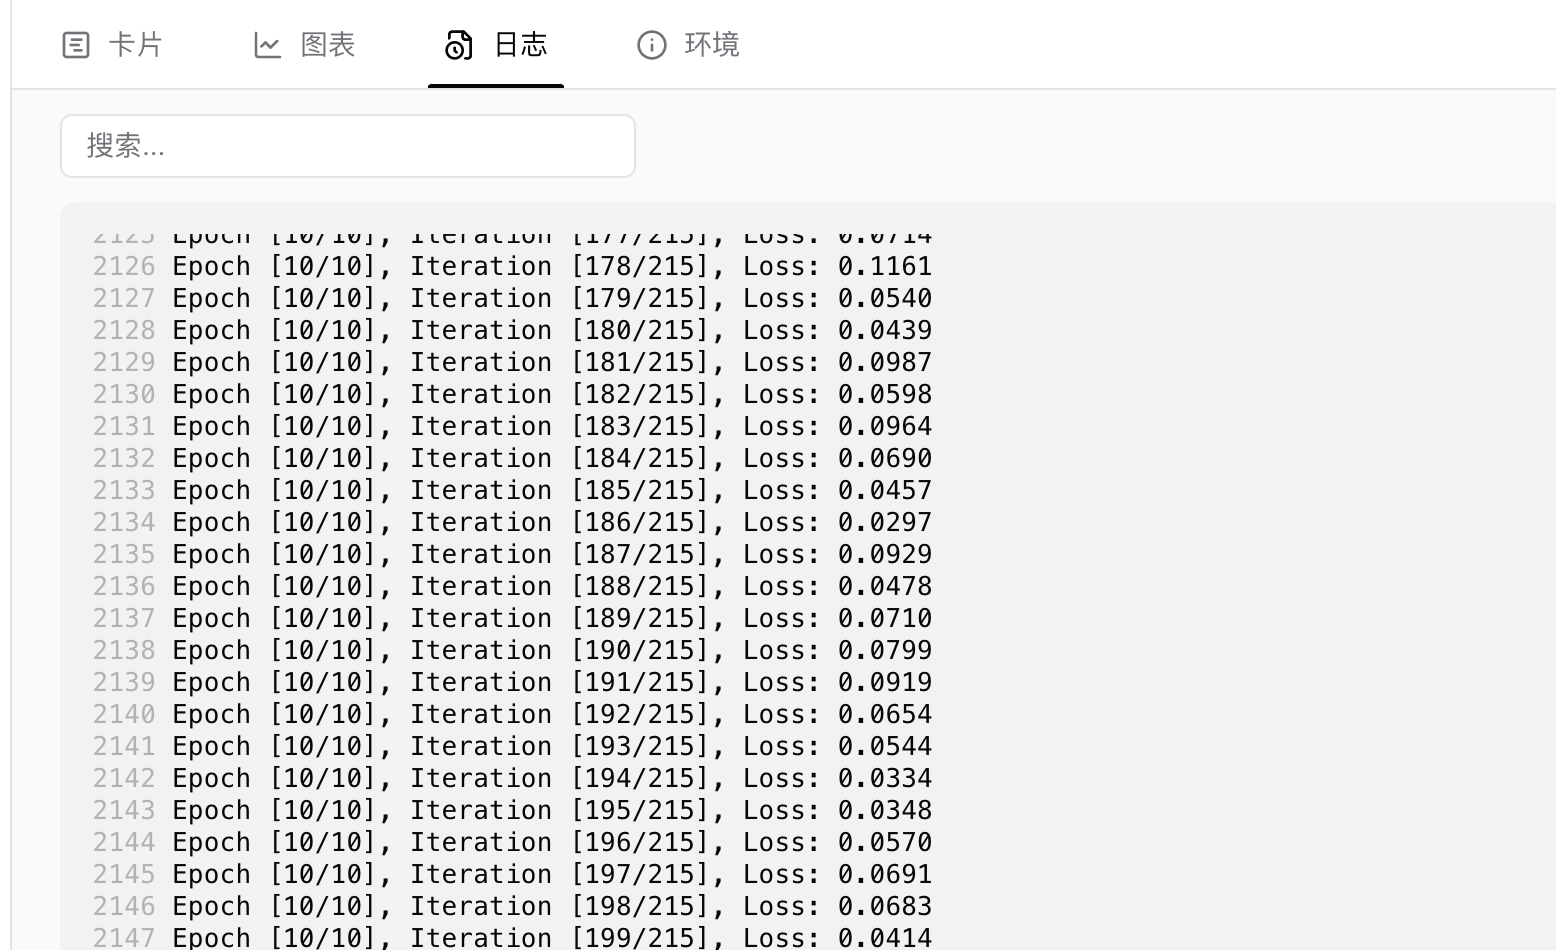 卡片 图表 日志 环境
搜索...
2125 Epoch [10/10], Iteration [177/215], Loss: 0.0714
2126 Epoch [10/10], Iteration [178/215], Loss: 0.1161
2127 Epoch [10/10], Iteration [179/215], Loss: 0.0540
2128 Epoch [10/10], Iteration [180/215], Loss: 0.0439
2129 Epoch [10/10], Iteration [181/215], Loss: 0.0987
2130 Epoch [10/10], Iteration [182/215], Loss: 0.0598
2131 Epoch [10/10], Iteration [183/215], Loss: 0.0964
2132 Epoch [10/10], Iteration [184/215], Loss: 0.0690
2133 Epoch [10/10], Iteration [185/215], Loss: 0.0457
2134 Epoch [10/10], Iteration [186/215], Loss: 0.0297
2135 Epoch [10/10], Iteration [187/215], Loss: 0.0929
2136 Epoch [10/10], Iteration [188/215], Loss: 0.0478
2137 Epoch [10/10], Iteration [189/215], Loss: 0.0710
2138 Epoch [10/10], Iteration [190/215], Loss: 0.0799
2139 Epoch [10/10], Iteration [191/215], Loss: 0.0919
2140 Epoch [10/10], Iteration [192/215], Loss: 0.0654
2141 Epoch [10/10], Iteration [193/215], Loss: 0.0544
2142 Epoch [10/10], Iteration [194/215], Loss: 0.0334
2143 Epoch [10/10], Iteration [195/215], Loss: 0.0348
2144 Epoch [10/10], Iteration [196/215], Loss: 0.0570
2145 Epoch [10/10], Iteration [197/215], Loss: 0.0691
2146 Epoch [10/10], Iteration [198/215], Loss: 0.0683
2147 Epoch [10/10], Iteration [199/215], Loss: 0.0414